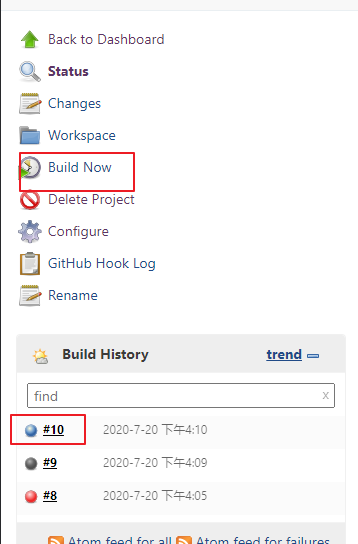 Back to Dashboard
Status
Changes
Workspace
Build Now
Delete Project
Configure
GitHub Hook Log
Rename
Build History trend
find x
#10 2020-7-20 下午4:10
#9 2020-7-20 下午4:09
#8 2020-7-20 下午4:05
Atom feed for all Atom feed for failures